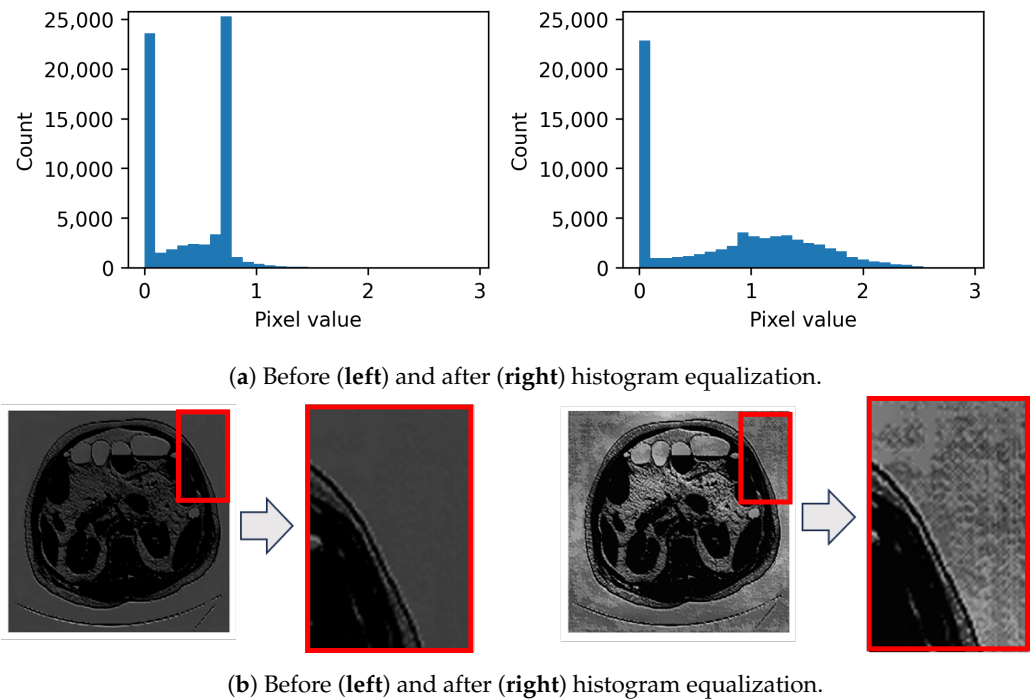 25,000
20,000
15,000
10,000
5,000
0
Count
0 1 2 3
Pixel value
25,000
20,000
15,000
10,000
5,000
0
Count
0 1 2 3
Pixel value
(a) Before (left) and after (right) histogram equalization.
(b) Before (left) and after (right) histogram equalization.